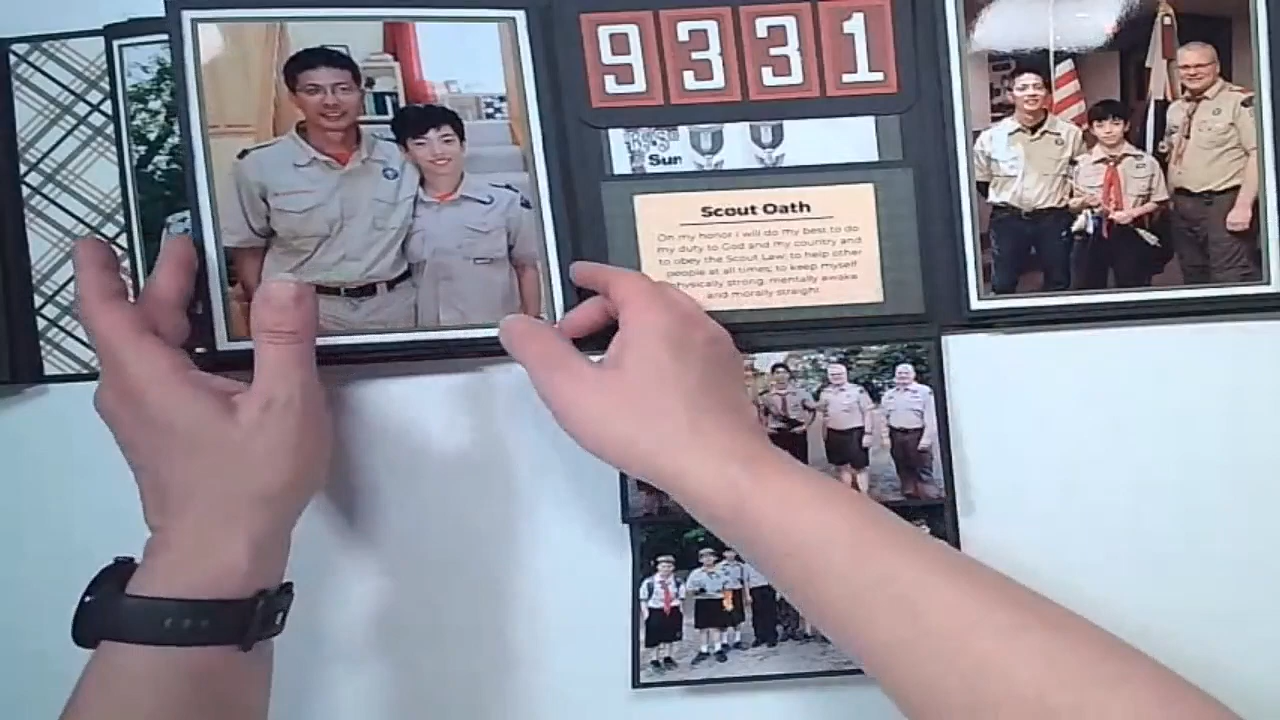 9331
Sum
Scout Oath
On my honor I will do my best to do
my duty to God and my country and
to obey the Scout Law; to help other
people at all times; to keep myself
physically strong, mentally awake
and morally straight.